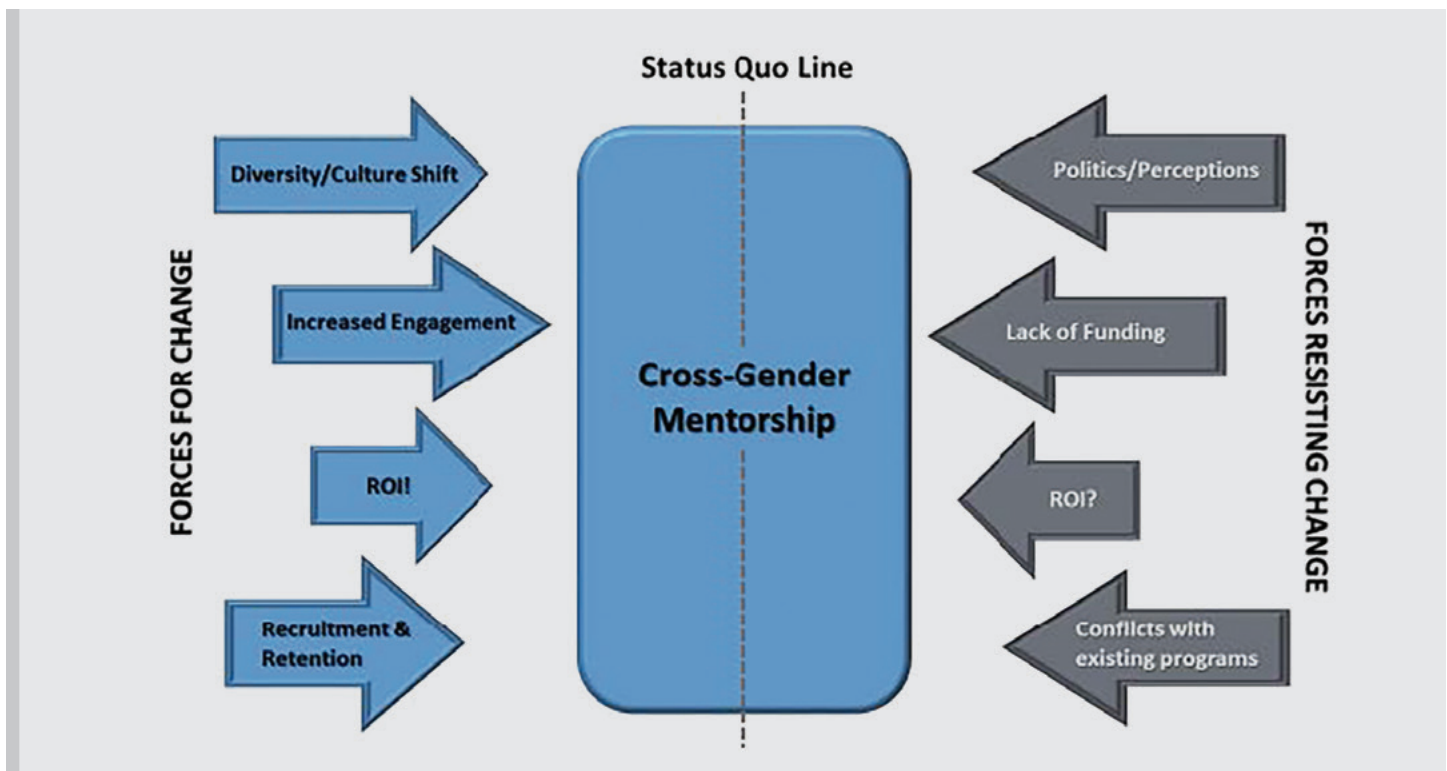 Status Quo Line
FORCES FOR CHANGE
Diversity/Culture Shift
Increased Engagement
ROI!
Recruitment &
Retention
Cross-Gender
Mentorship
Politics/Perceptions
Lack of Funding
ROI?
Conflicts with
existing programs
FORCES RESISTING CHANGE